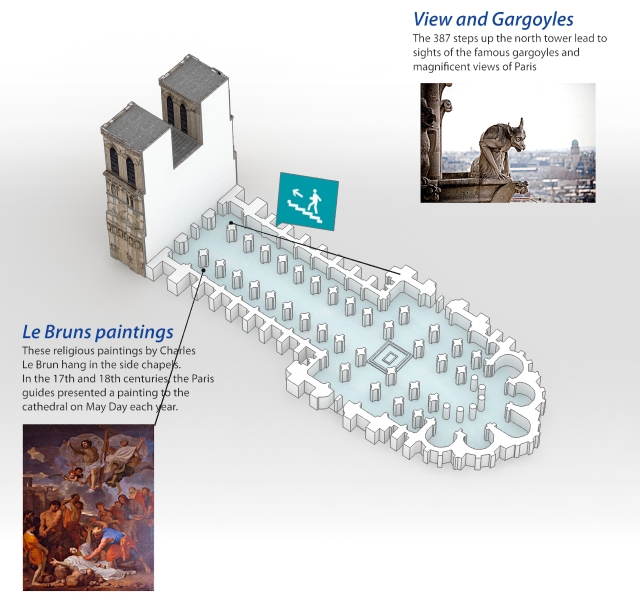 View and Gargoyles
The 387 steps up the north tower lead to
sights of the famous gargoyles and
magnificent views of Paris
Le Bruns paintings
These religious paintings by Charles
Le Brun hang in the side chapels.
In the 17th and 18th centuries, the Paris
guides presented a painting to the
cathedral on May Day each year.